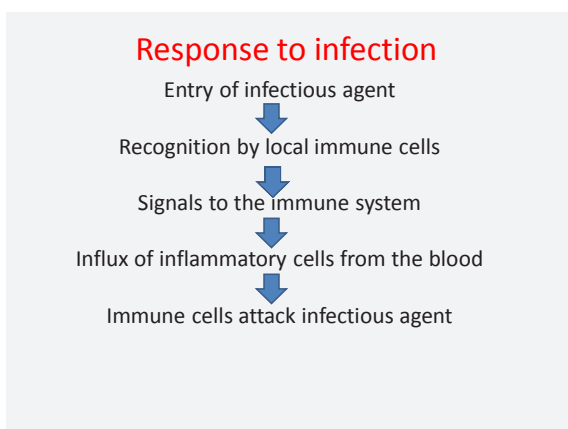 Response to infection
Entry of infectious agent
Recognition by local immune cells
Signals to the immune system
Influx of inflammatory cells from the blood
Immune cells attack infectious agent